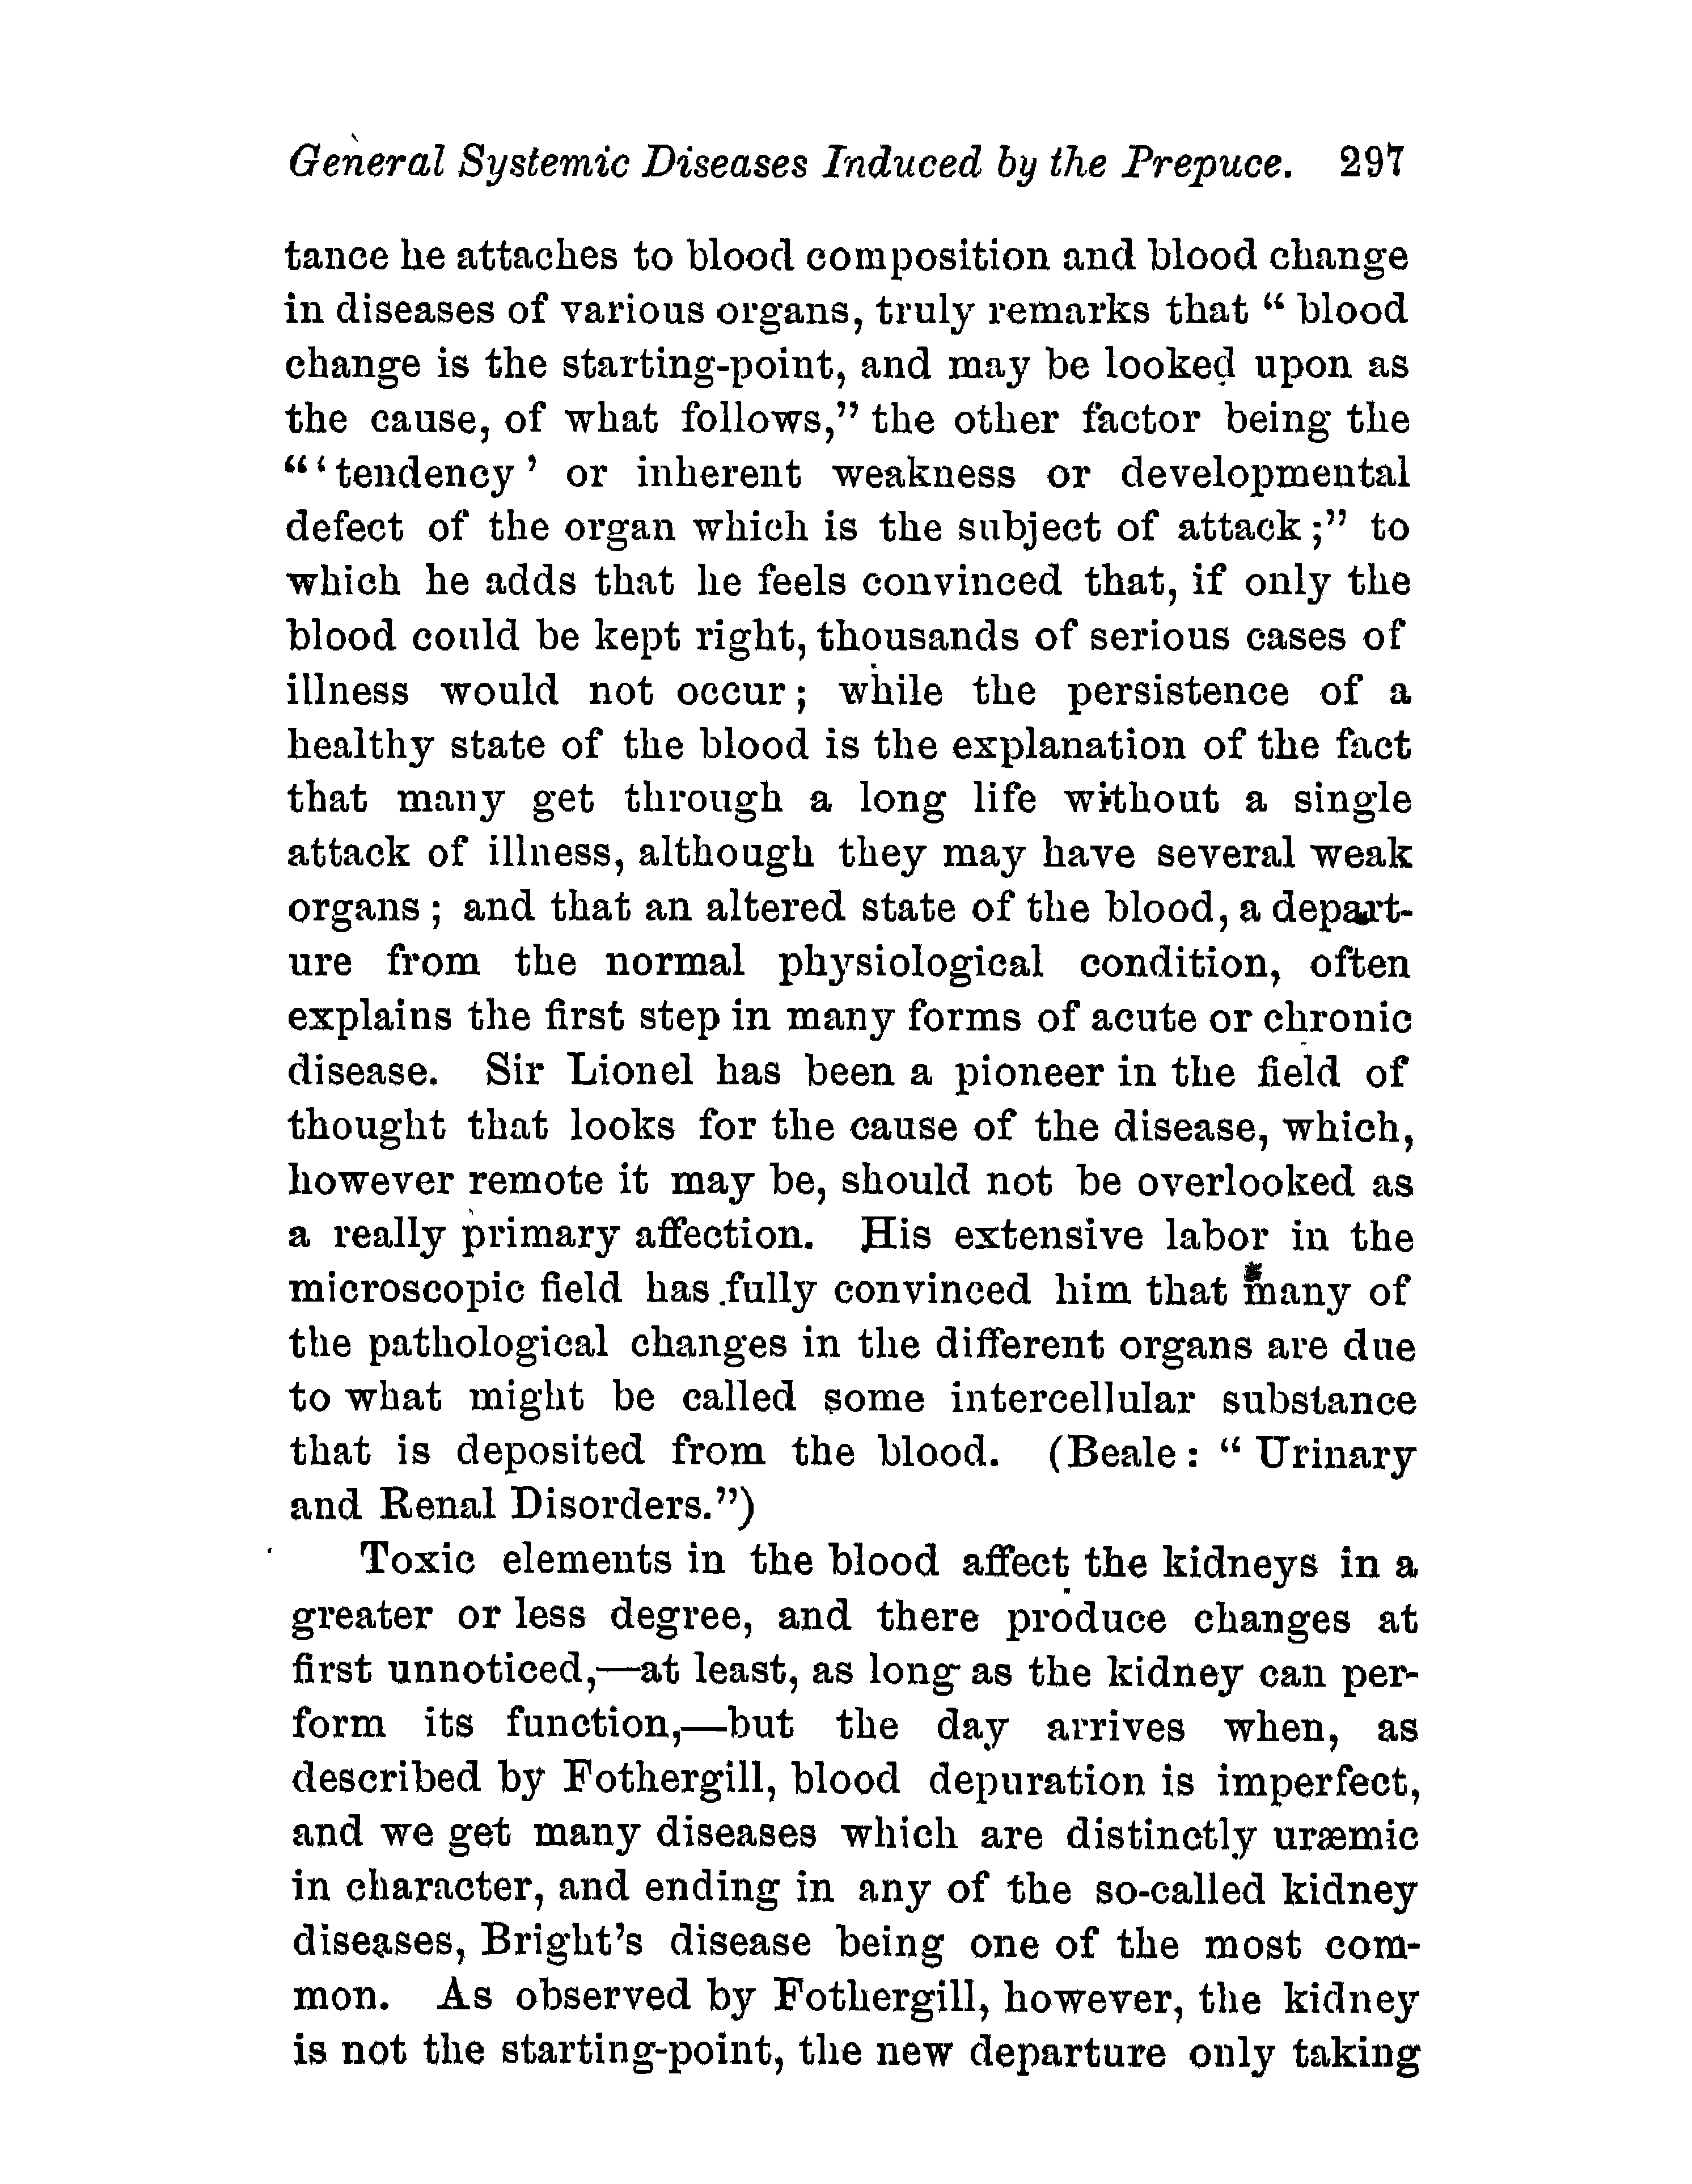 General Systemic Diseases Induced by the Prepuce. 297
tance he attaches to blood composition and blood change
in diseases of various organs, truly remarks that “ blood
change is the starting-point, and may be looked upon as
the cause, of what follows,” the other factor being the
“ ‘ tendency ’ or inherent weakness or developmental
defect of the organ which is the subject of attack ;” to
which he adds that he feels convinced that, if only the
blood could be kept right, thousands of serious cases of
illness would not occur; while the persistence of a
healthy state of the blood is the explanation of the fact
that many get through a long life without a single
attack of illness, although they may have several weak
organs ; and that an altered state of the blood, a depart-
ure from the normal physiological condition, often
explains the first step in many forms of acute or chronic
disease. Sir Lionel has been a pioneer in the field of
thought that looks for the cause of the disease, which,
however remote it may be, should not be overlooked as
a really primary affection. His extensive labor in the
microscopic field has fully convinced him that many of
the pathological changes in the different organs are due
to what might be called some intercellular substance
that is deposited from the blood. (Beale : “ Urinary
and Renal Disorders.”)
Toxic elements in the blood affect the kidneys in a
greater or less degree, and there produce changes at
first unnoticed,—at least, as long as the kidney can per-
form its function,—but the day arrives when, as
described by Fothergill, blood depuration is imperfect,
and we get many diseases which are distinctly uræmic
in character, and ending in any of the so-called kidney
diseases, Bright’s disease being one of the most com-
mon. As observed by Fothergill, however, the kidney
is not the starting-point, the new departure only taking